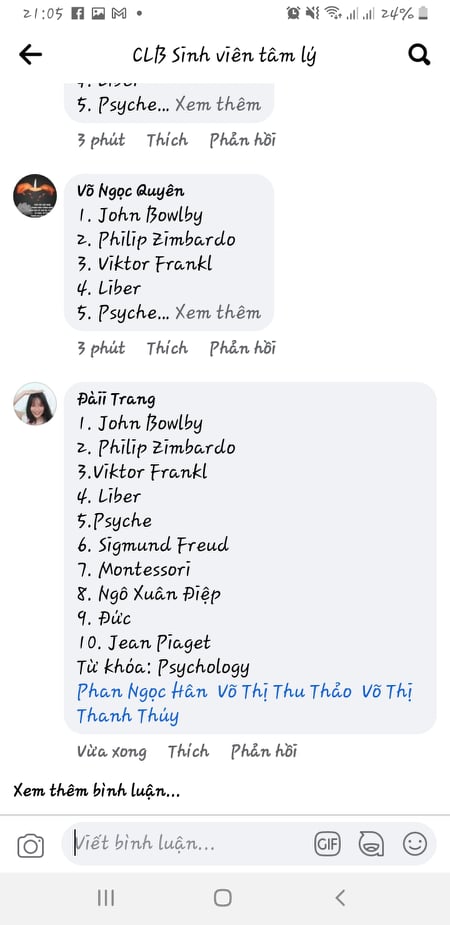 21:05 24%
CLB Sinh viên tâm lý
4. Liber
5. Psyche... Xem thêm
3 phút Thích Phản hồi
Võ Ngọc Quyên
1. John Bowlby
2. Philip Zimbardo
3. Viktor Frankl
4. Liber
5. Psyche... Xem thêm
3 phút Thích Phản hồi
Đàii Trang
1. John Bowlby
2. Philip Zimbardo
3.Viktor Frankl
4. Liber
5.Psyche
6. Sigmund Freud
7. Montessori
8. Ngô Xuân Điệp
9. Đức
10. Jean Piaget
Từ khóa: Psychology
Phan Ngọc Hân Võ Thị Thu Thảo Võ Thị
Thanh Thúy
Vừa xong Thích Phản hồi
Xem thêm bình luận...
Viết bình luận...
GIF